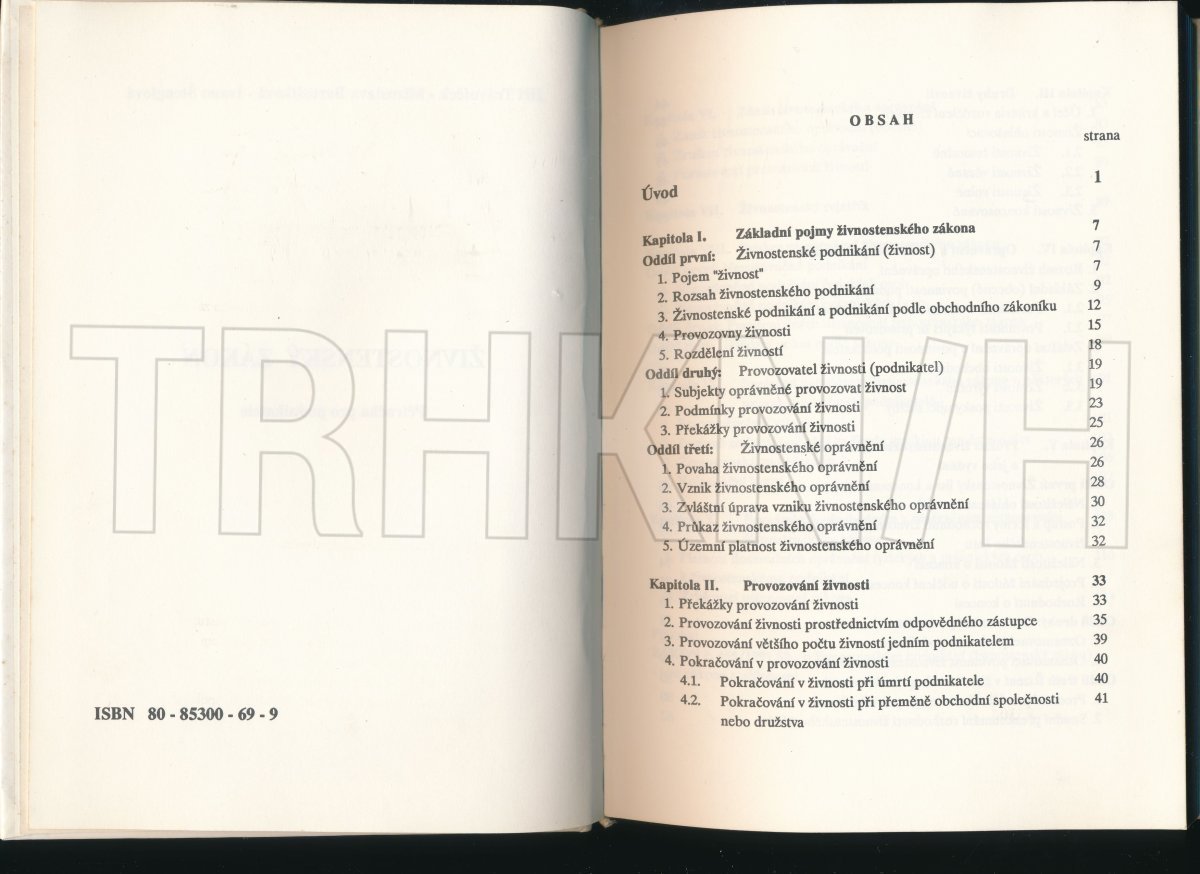 ISBN 80 - 85300 - 69 - 9
OBSAH
strana
Úvod 1
Kapitola I. Základní pojmy živnostenského zákona 7
Oddíl první: Živnostenské podnikání (živnost) 7
1. Pojem "živnost" 7
2. Rozsah živnostenského podnikání 9
3. Živnostenské podnikání a podnikání podle obchodního zákoníku 12
4. Provozovny živnosti 15
5. Rozdělení živností 18
Oddíl druhý: Provozovatel živnosti (podnikatel) 19
1. Subjekty oprávněné provozovat živnost 19
2. Podmínky provozování živnosti 23
3. Překážky provozování živnosti 25
Oddíl třetí: Živnostenské oprávnění 26
1. Povaha živnostenského oprávnění 26
2. Vznik živnostenského oprávnění 28
3. Zvláštní úprava vzniku živnostenského oprávnění 30
4. Průkaz živnostenského oprávnění 32
5. Územní platnost živnostenského oprávnění 32
Kapitola II. Provozování živnosti 33
1. Překážky provozování živnosti 33
2. Provozování živnosti prostřednictvím odpovědného zástupce 35
3. Provozování většího počtu živností jedním podnikatelem 39
4. Pokračování v provozování živnosti 40
4.1. Pokračování v živnosti při úmrtí podnikatele 40
4.2. Pokračování v živnosti při přeměně obchodní společnosti 41
nebo družstva
TRHKNIH